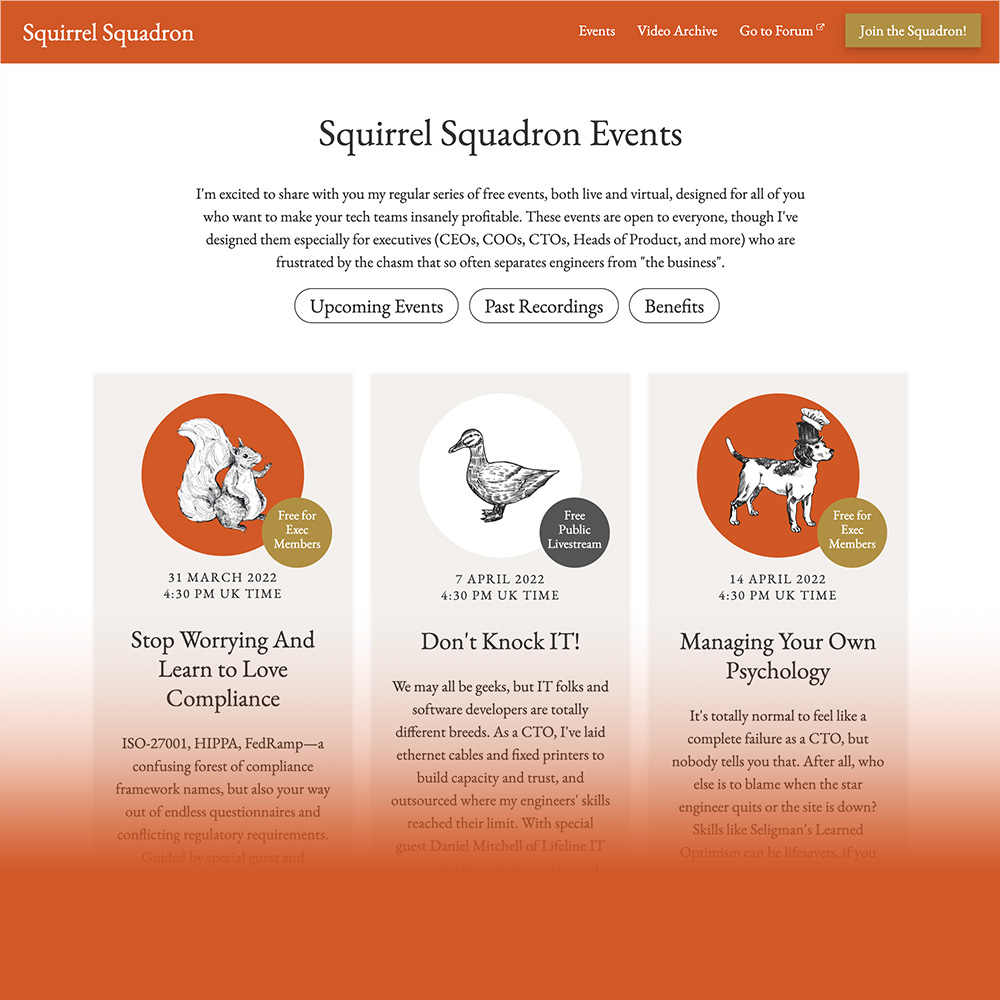 Squirrel Squadron
Events
Video Archive
Go to Forum
Join the Squadron!
Squirrel Squadron Events
I'm excited to share with you my regular series of free events, both live and virtual, designed for all of you
who want to make your tech teams insanely profitable. These events are open to everyone, though I've
designed them especially for executives (CEOs, COOs, CTOs, Heads of Product, and more) who are
frustrated by the chasm that so often separates engineers from "the business".
Upcoming Events
Past Recordings
Benefits
Free for
Exec
Members
31 MARCH 2022
4:30 PM UK TIME
Stop Worrying And
Learn to Love
Compliance
ISO-27001, HIPPA, FedRamp—a
confusing forest of compliance
framework names, but also your way
out of endless questionnaires and
conflicting regulatory requirements.
Guided by special guest and
Free
Public
Livestream
7 APRIL 2022
4:30 PM UK TIME
Don't Knock IT!
We may all be geeks, but IT folks and
software developers are totally
different breeds. As a CTO, I've laid
ethernet cables and fixed printers to
build capacity and trust, and
outsourced where my engineers' skills
reached their limit. With special
guest Daniel Mitchell of Lifeline IT
Free for
Exec
Members
14 APRIL 2022
4:30 PM UK TIME
Managing Your Own
Psychology
It's totally normal to feel like a
complete failure as a CTO, but
nobody tells you that. After all, who
else is to blame when the star
engineer quits or the site is down?
Skills like Seligman's Learned
Optimism can be lifesavers, if you